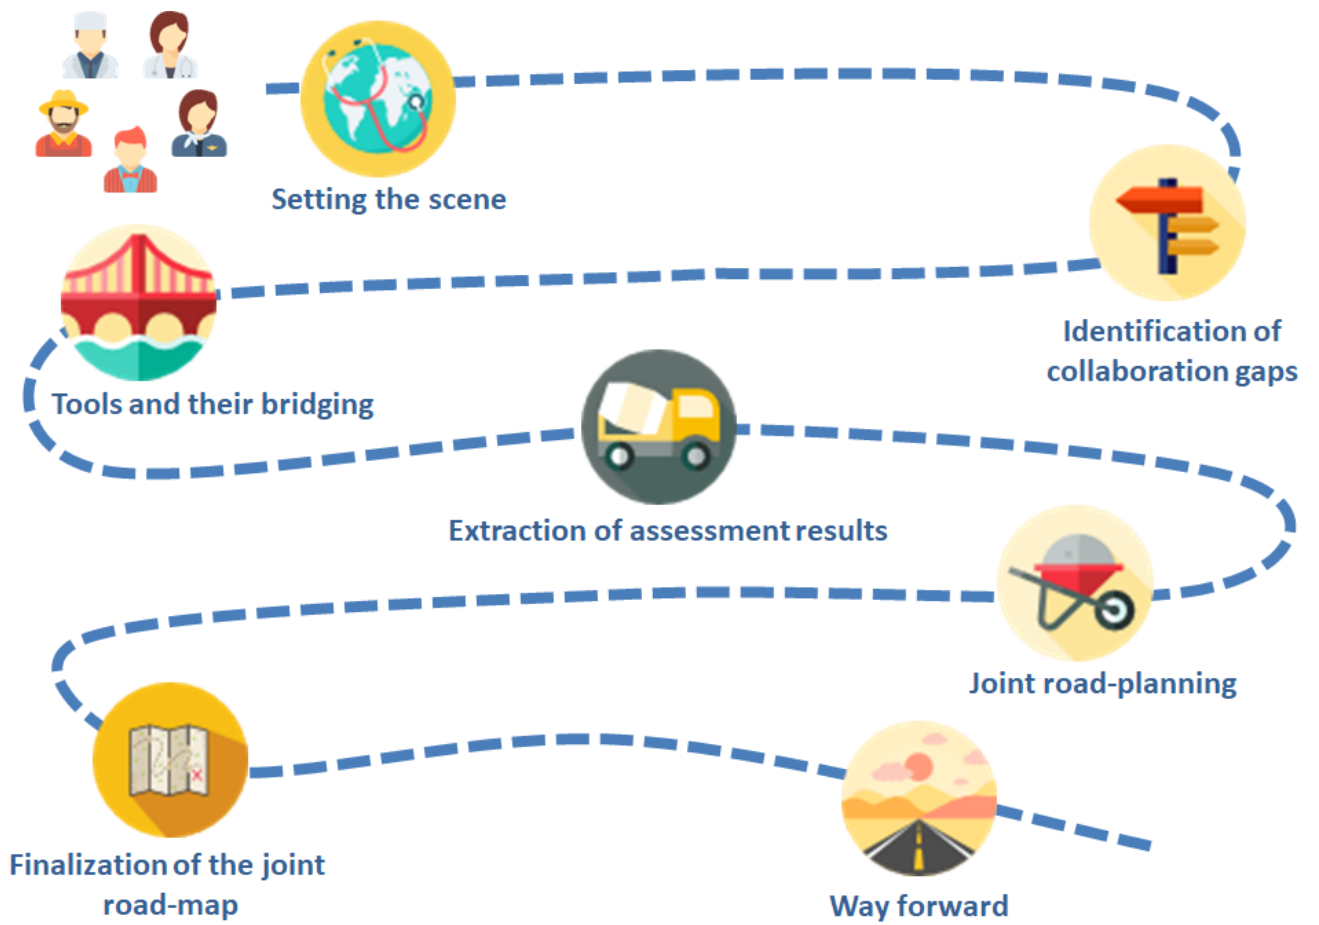 Setting the scene
Identification of
collaboration gaps
Tools and their bridging
Extraction of assessment results
Joint road-planning
Finalization of the joint
road-map
Way forward